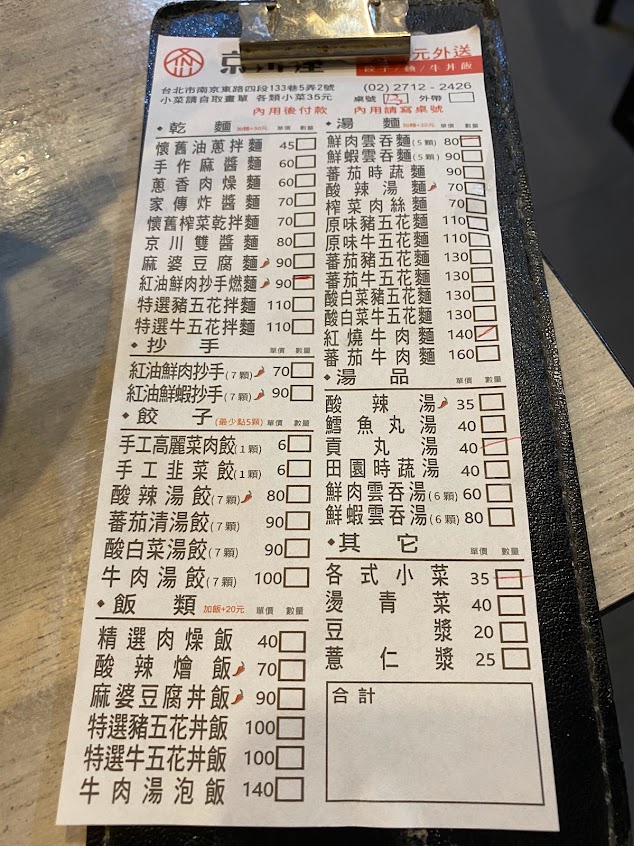 京川
元外送
餃子/麵/牛丼飯
台北市南京東路四段133巷5弄2號
(02) 2712 - 2426
小菜請自取畫單 各類小菜35元
桌號 外帶
內用後付款 內用請寫桌號
乾麵 加麵+30元 單價 數量
懷舊油蔥拌麵 45
手作麻醬麵 60
蔥香肉燥麵 60
家傳炸醬麵 70
懷舊榨菜乾拌麵 70
京川雙醬麵 80
麻婆豆腐麵 90
紅油鮮肉抄手燃麵 90
特選豬五花拌麵 110
特選牛五花拌麵 110
抄手 單價 數量
紅油鮮肉抄手(7顆) 70
紅油鮮蝦抄手(7顆) 90
餃子 (最少點5顆) 單價 數量
手工高麗菜肉餃(1顆) 6
手工韭菜餃(1顆) 6
酸辣湯餃(7顆) 80
蕃茄清湯餃(7顆) 90
酸白菜湯餃(7顆) 90
牛肉湯餃(7顆) 100
飯類 加飯+20元 單價 數量
精選肉燥飯 40
酸辣燴飯 70
麻婆豆腐丼飯 90
特選豬五花丼飯 100
特選牛五花丼飯 100
牛肉湯泡飯 140
湯麵 單價 數量
鮮肉雲吞麵(5顆) 80
鮮蝦雲吞麵(5顆) 90
蕃茄時蔬麵 90
酸辣湯麵 70
榨菜肉絲麵 70
原味豬五花麵 110
原味牛五花麵 110
蕃茄豬五花麵 130
蕃茄牛五花麵 130
酸白菜豬五花麵 130
酸白菜牛五花麵 130
紅燒牛肉麵 140
蕃茄牛肉麵 160
湯品 單價 數量
酸辣湯 35
鱈魚丸湯 40
貢丸湯 40
田園時蔬湯 40
鮮肉雲吞湯(6顆) 60
鮮蝦雲吞湯(6顆) 80
其它 單價 數量
各式小菜 35
燙青菜 40
豆漿 20
薏仁漿 25
合計